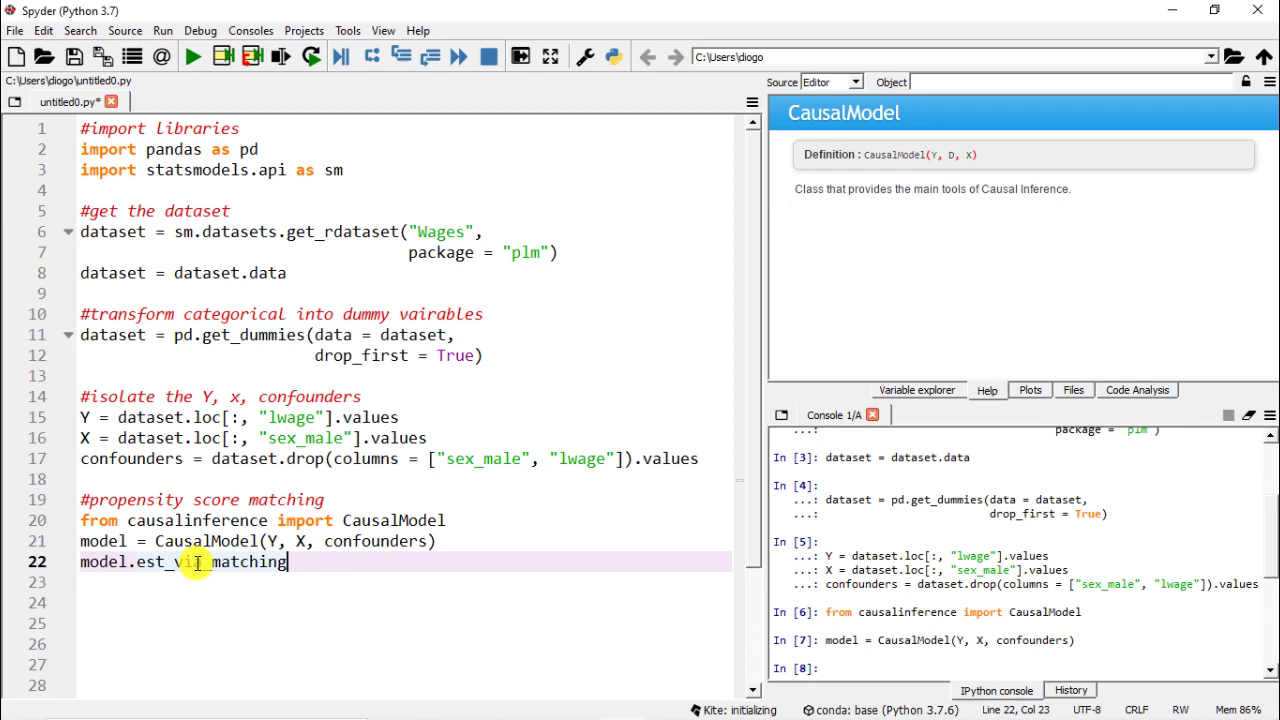 Spyder (Python 3.7)
File Edit Search Source Run Debug Consoles Projects Tools View Help
C:\Users\diogo
C:\Users\diogo\untitled0.py
untitled0.py*
1 #import libraries
2 import pandas as pd
3 import statsmodels.api as sm
4
5 #get the dataset
6 dataset = sm.datasets.get_rdataset("Wages",
7 package = "plm")
8 dataset = dataset.data
9
10 #transform categorical into dummy vairables
11 dataset = pd.get_dummies(data = dataset,
12 drop_first = True)
13
14 #isolate the Y, x, confounders
15 Y = dataset.loc[:, "lwage"].values
16 X = dataset.loc[:, "sex_male"].values
17 confounders = dataset.drop(columns = ["sex_male", "lwage"]).values
18
19 #propensity score matching
20 from causalinference import CausalModel
21 model = CausalModel(Y, X, confounders)
22 model.est_via_matching
23
24
25
26
27
28
Source Editor Object
CausalModel
Definition : CausalModel(Y, D, X)
Class that provides the main tools of Causal Inference.
Variable explorer Help Plots Files Code Analysis
Console 1/A
...: package = "plm")
In [3]: dataset = dataset.data
In [4]:
...: dataset = pd.get_dummies(data = dataset,
...: drop_first = True)
In [5]:
...: Y = dataset.loc[:, "lwage"].values
...: X = dataset.loc[:, "sex_male"].values
...: confounders = dataset.drop(columns = ["sex_male", "lwage"]).values
In [6]: from causalinference import CausalModel
In [7]: model = CausalModel(Y, X, confounders)
In [8]:
IPython console History
Kite: initializing conda: base (Python 3.7.6) Line 22, Col 23 UTF-8 CRLF RW Mem 86%